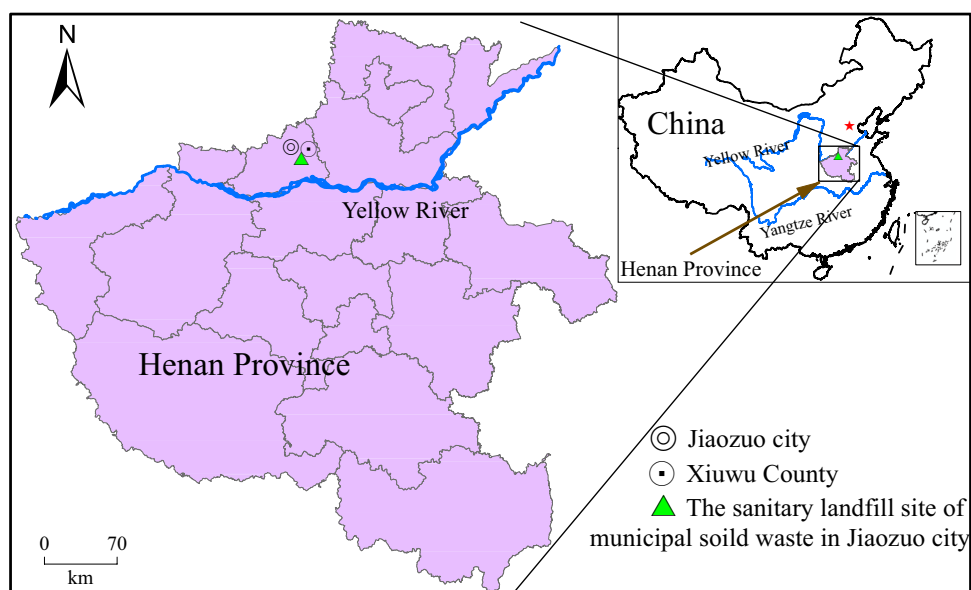 N
China
Yellow River
Yangtze River
Henan Province
Yellow River
Henan Province
Jiaozuo city
Xiuwu County
The sanitary landfill site of
municipal soild waste in Jiaozuo city
0 70
km